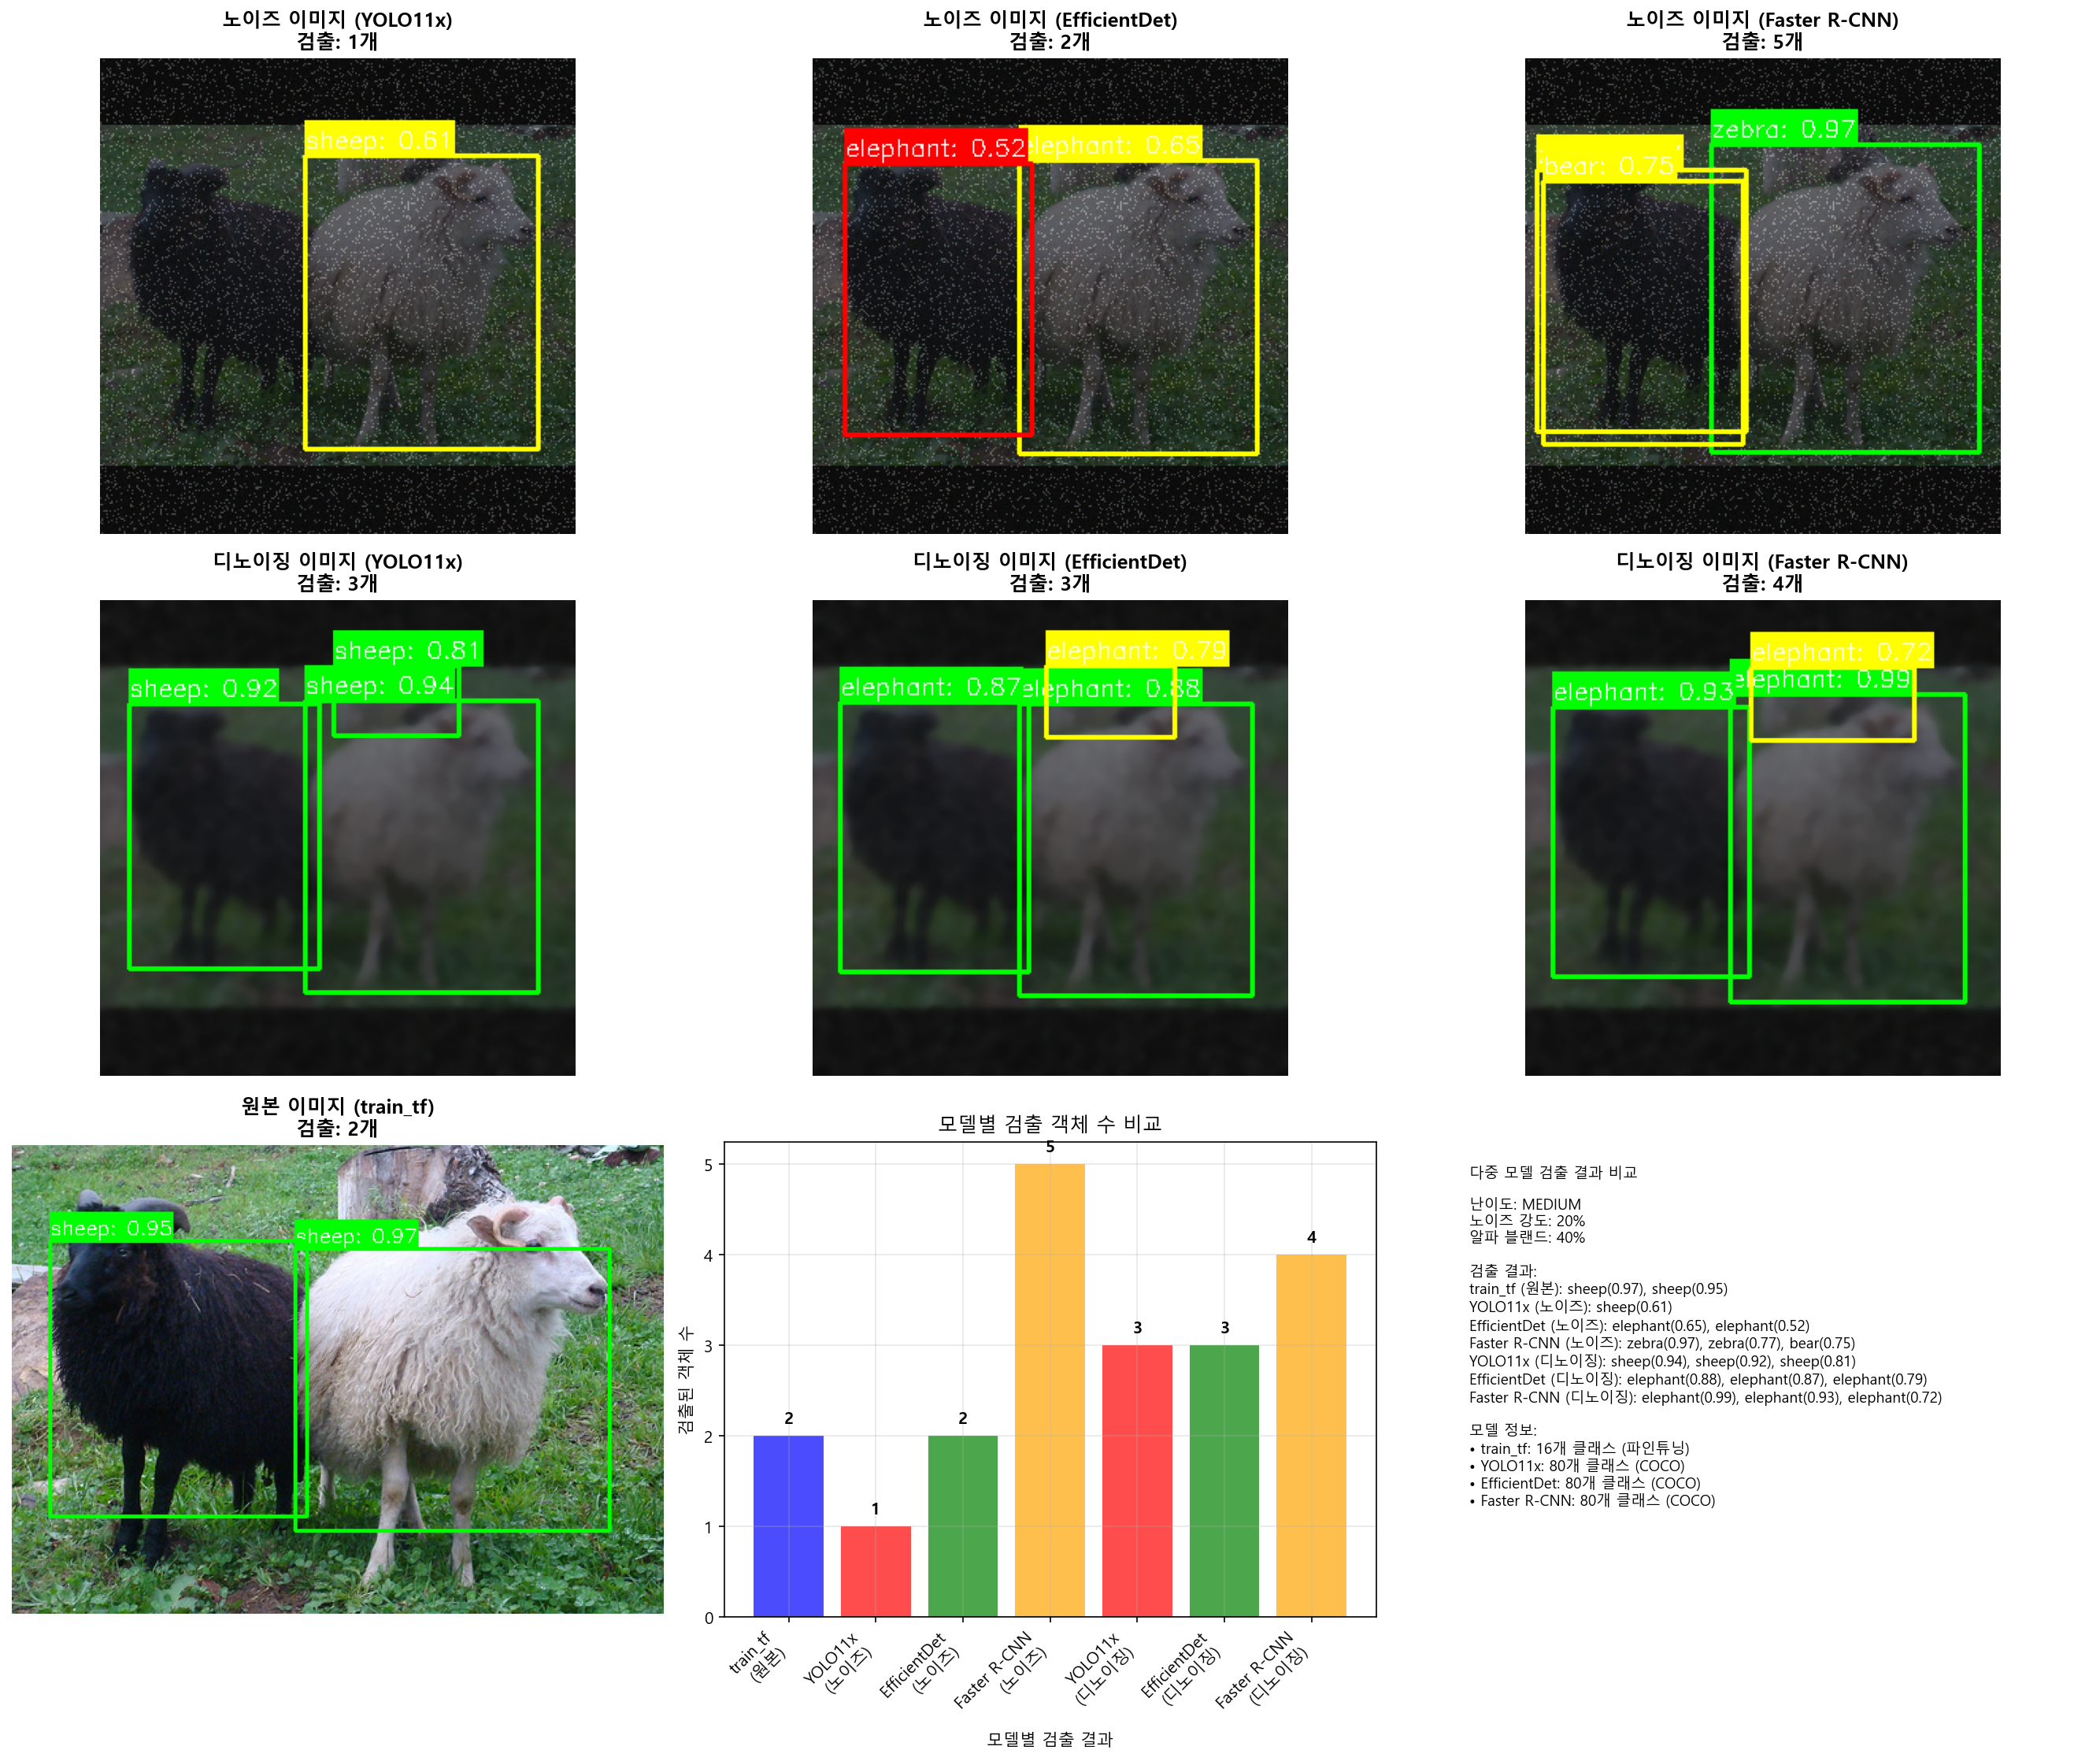 노이즈 이미지 (YOLO11x)
검출: 1개
sheep: 0.61
노이즈 이미지 (EfficientDet)
검출: 2개
elephant: 0.52
elephant: 0.65
노이즈 이미지 (Faster R-CNN)
검출: 5개
zebra: 0.97
bear: 0.75
디노이징 이미지 (YOLO11x)
검출: 3개
sheep: 0.81
sheep: 0.92
sheep: 0.94
디노이징 이미지 (EfficientDet)
검출: 3개
elephant: 0.79
elephant: 0.87
elephant: 0.88
디노이징 이미지 (Faster R-CNN)
검출: 4개
elephant: 0.72
elephant: 0.93
elephant: 0.99
원본 이미지 (train_tf)
검출: 2개
sheep: 0.95
sheep: 0.97
모델별 검출 객체 수 비교
검출된 객체 수
5
4
3
2
1
0
2
1
2
5
3
3
4
train_tf
(원본)
YOLO11x
(노이즈)
EfficientDet
(노이즈)
Faster R-CNN
(노이즈)
YOLO11x
(디노이징)
EfficientDet
(디노이징)
Faster R-CNN
(디노이징)
모델별 검출 결과
다중 모델 검출 결과 비교
난이도: MEDIUM
노이즈 강도: 20%
알파 블랜드: 40%
검출 결과:
train_tf (원본): sheep(0.97), sheep(0.95)
YOLO11x (노이즈): sheep(0.61)
EfficientDet (노이즈): elephant(0.65), elephant(0.52)
Faster R-CNN (노이즈): zebra(0.97), zebra(0.77), bear(0.75)
YOLO11x (디노이징): sheep(0.94), sheep(0.92), sheep(0.81)
EfficientDet (디노이징): elephant(0.88), elephant(0.87), elephant(0.79)
Faster R-CNN (디노이징): elephant(0.99), elephant(0.93), elephant(0.72)
모델 정보:
• train_tf: 16개 클래스 (파인튜닝)
• YOLO11x: 80개 클래스 (COCO)
• EfficientDet: 80개 클래스 (COCO)
• Faster R-CNN: 80개 클래스 (COCO)